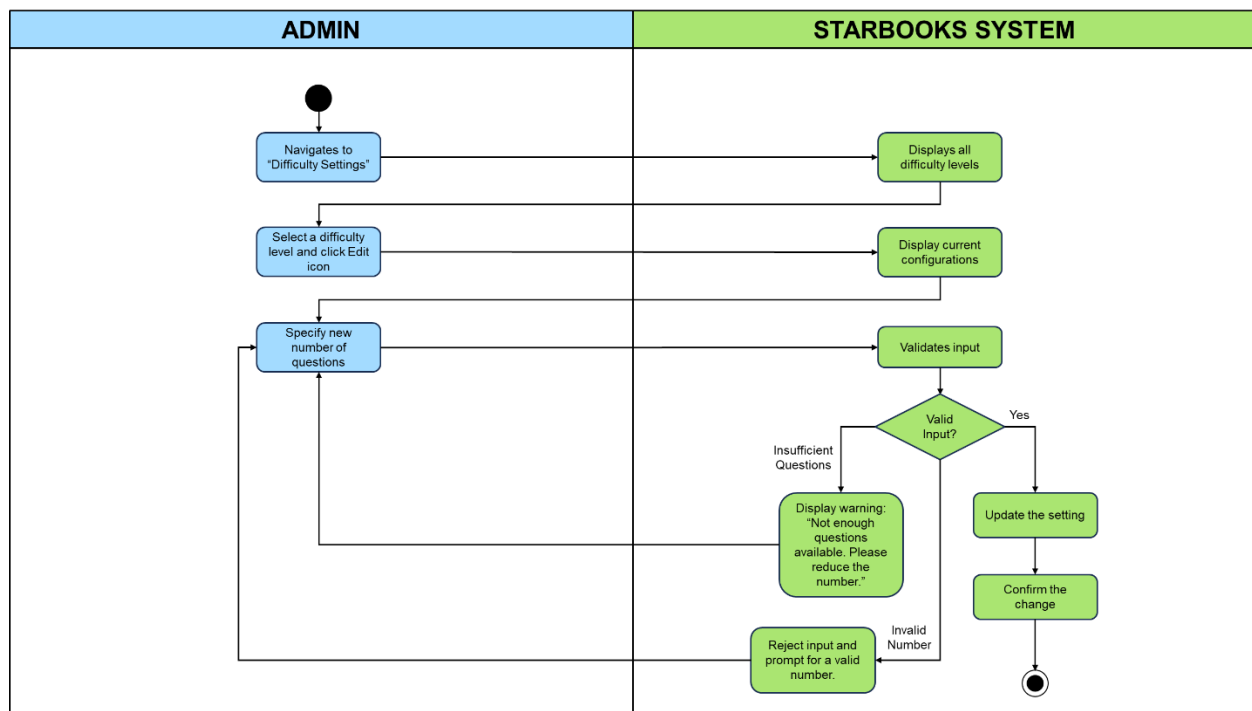 ADMIN
STARBOOKS SYSTEM
Navigates to
“Difficulty Settings”
Displays all
difficulty levels
Select a difficulty
level and click Edit
icon
Display current
configurations
Specify new
number of
questions
Validates input
Valid
Input?
Yes
Insufficient
Questions
Display warning:
“Not enough
questions
available. Please
reduce the
number.”
Update the setting
Confirm the
change
Invalid
Number
Reject input and
prompt for a valid
number.